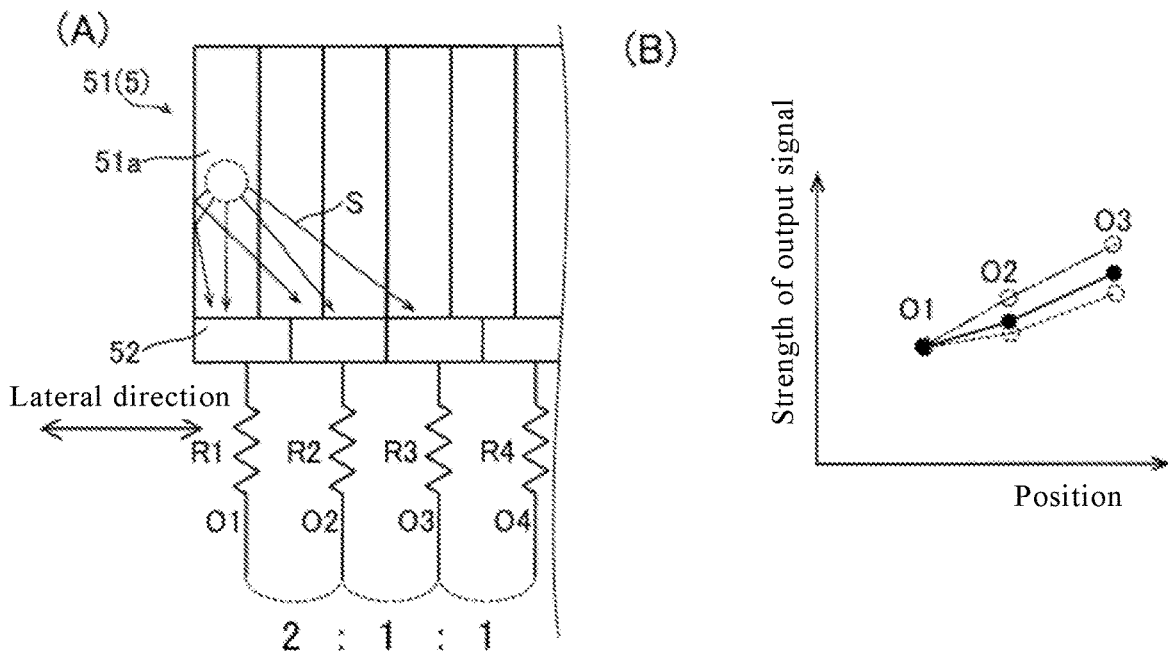 (A)
51(5)
51a
S
52
Lateral direction
R1 R2 R3 R4
O1 O2 O3 O4
2 : 1 : 1
(B)
Strength of output signal
O3
O2
O1
Position